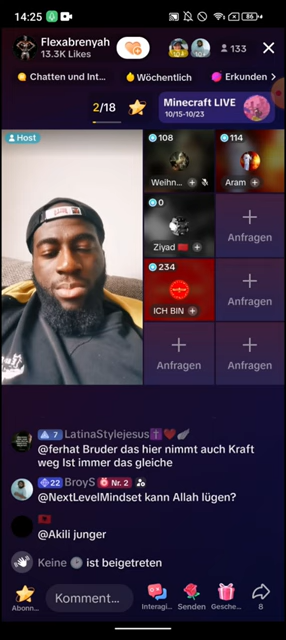 14:25
86
Flexabrenyah
13.3K Likes
133
Chatten und Int...
Wöchentlich
Erkunden
2/18
Minecraft LIVE
10/15-10/23
Host
108
Weihn...
114
Aram
0
Ziyad
Anfragen
234
ICH BIN
Anfragen
Anfragen
Anfragen
7 LatinaStylejesus
@ferhat Bruder das hier nimmt auch Kraft
weg Ist immer das gleiche
22 BroyS Nr. 2
@NextLevelMindset kann Allah lügen?
@Akili junger
Keine ist beigetreten
Komment...
Abonn...
Interagi...
Senden
Gesche...
8